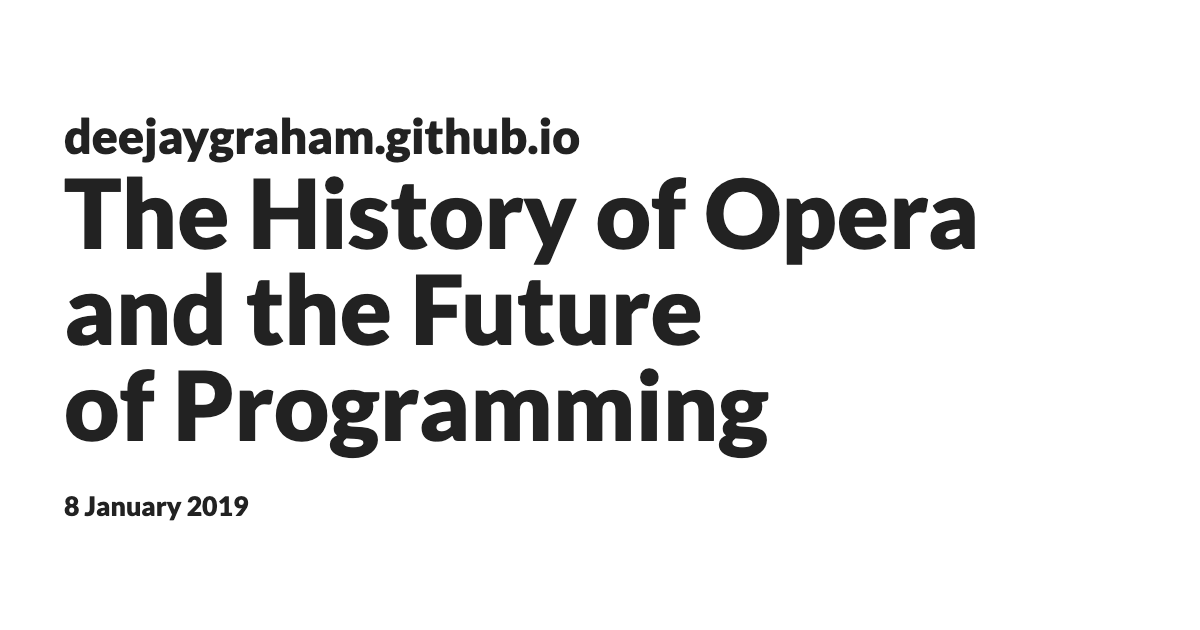 deejaygraham.github.io
The History of Opera
and the Future
of Programming
8 January 2019